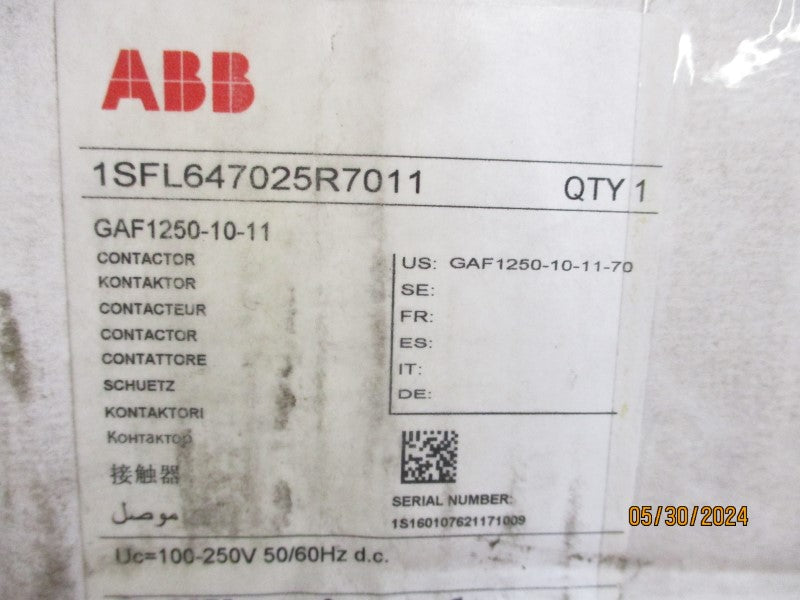 ABB
1SFL647025R7011 QTY 1
GAF1250-10-11
CONTACTOR
KONTAKTOR
CONTACTEUR
CONTACTOR
CONTATTORE
SCHUETZ
KONTAKTORI
Контактор
接触器
موصل
US: GAF1250-10-11-70
SE:
FR:
ES:
IT:
DE:
SERIAL NUMBER:
1S160107621171009
Uc=100-250V 50/60Hz d.c.
05/30/2024